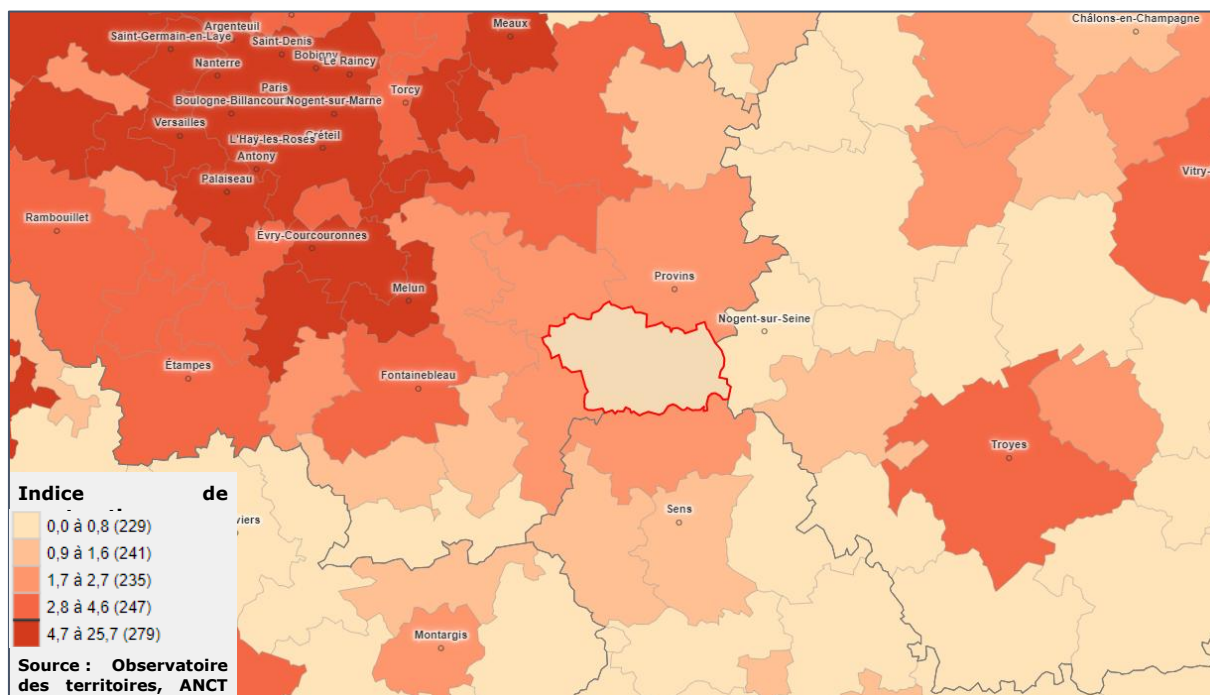 Châlons-en-Champagne
Meaux
Argenteuil
Saint-Germain-en-Laye
Saint-Denis
Bobigny
Le Raincy
Nanterre
Paris
Torcy
Boulogne-Billancour
Nogent-sur-Marne
Versailles
L'Haÿ-les-Roses
Créteil
Antony
Palaiseau
Vitry-
Rambouillet
Évry-Courcouronnes
Provins
Melun
Nogent-sur-Seine
Étampes
Fontainebleau
Troyes
Sens
Montargis
Indice de
viers
0,0 à 0,8 (229)
0,9 à 1,6 (241)
1,7 à 2,7 (235)
2,8 à 4,6 (247)
4,7 à 25,7 (279)
Source : Observatoire
des territoires, ANCT